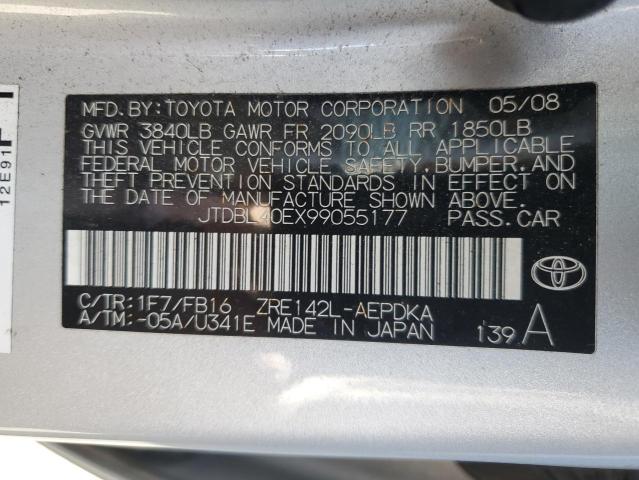 MFD.BY:TOYOTA MOTOR CORPORATION 05/08
GVWR 3840LB GAWR FR 2090LB RR 1850LB
THIS VEHICLE CONFORMS TO ALL APPLICABLE
FEDERAL MOTOR VEHICLE SAFETY,BUMPER,AND
THEFT PREVENTION STANDARDS IN EFFECT ON
THE DATE OF MANUFACTURE SHOWN ABOVE.
JTDBL40EX99055177 PASS.CAR
C/TR:1F7/FB16 ZRE142L-AEPDKA
A/TM:-05A/U341E MADE IN JAPAN 139 A
12E91